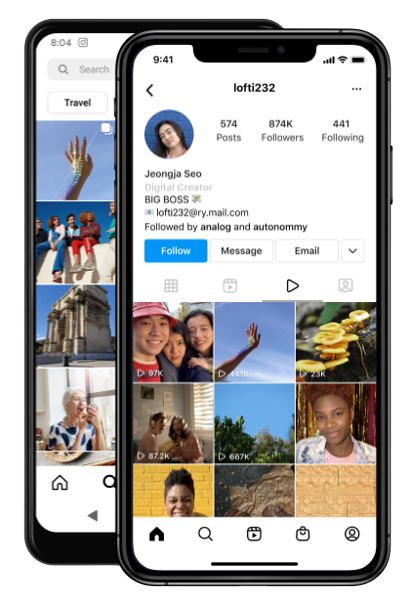 8:04
Search
Travel
9:41
lofti232
574 874K 441
Posts Followers Following
Jeongja Seo
Digital Creator
BIG BOSS
lofti232@ry.mail.com
Followed by analog and autonommy
Follow Message Email
97K 441K 23K
87.2K 667K